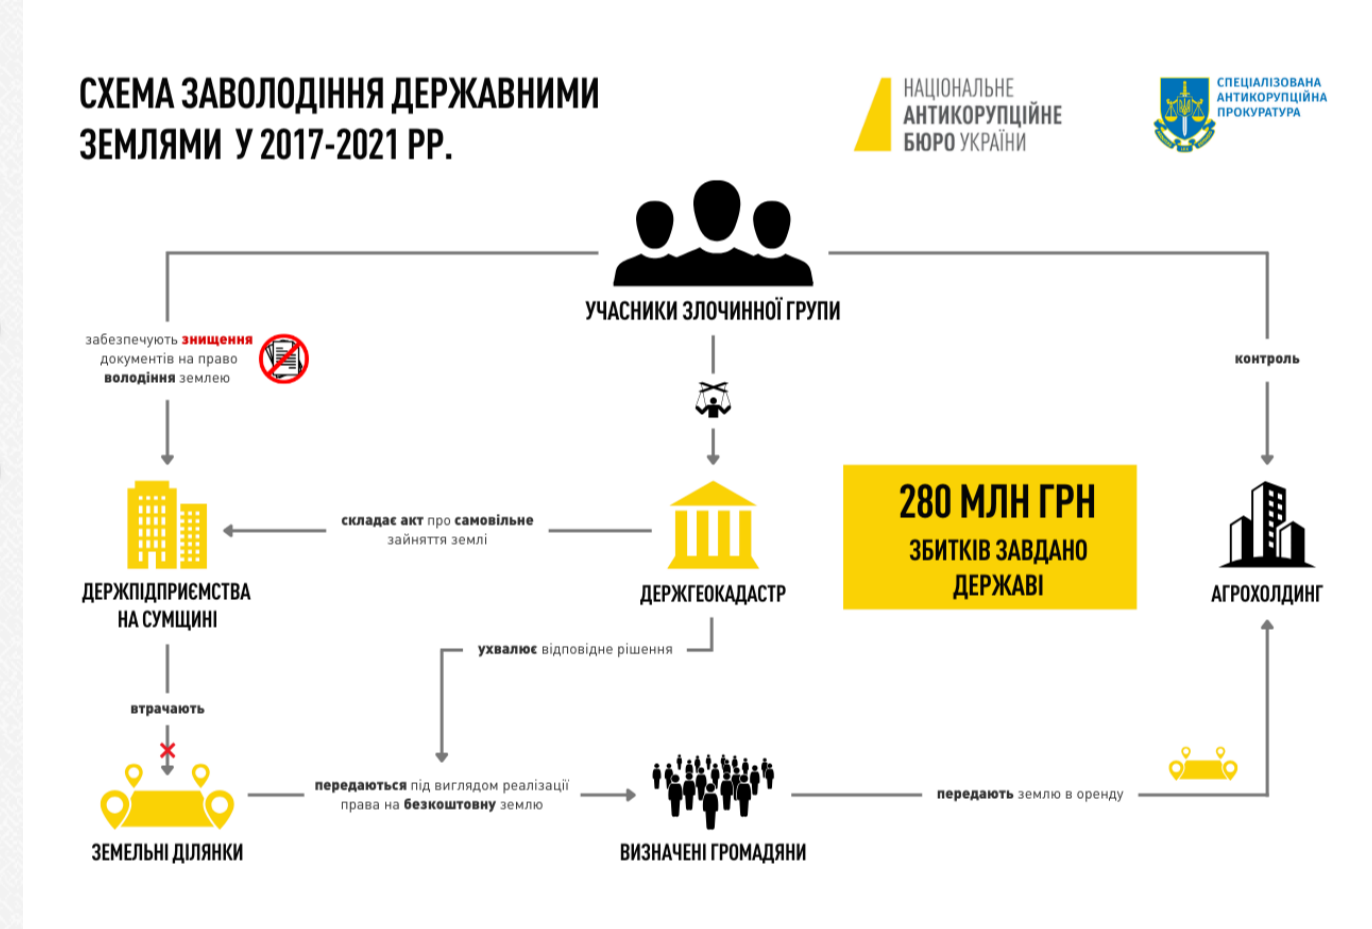 СХЕМА ЗАВОЛОДІННЯ ДЕРЖАВНИМИ
ЗЕМЛЯМИ У 2017-2021 РР.
НАЦІОНАЛЬНЕ
АНТИКОРУПЦІЙНЕ
БЮРО УКРАЇНИ
СПЕЦІАЛІЗОВАНА
АНТИКОРУПЦІЙНА
ПРОКУРАТУРА
УЧАСНИКИ ЗЛОЧИННОЇ ГРУПИ
забезпечують знищення
документів на право
володіння землею
контроль
складає акт про самовільне
зайняття землі
280 МЛН ГРН
ЗБИТКІВ ЗАВДАНО
ДЕРЖАВІ
ДЕРЖПІДПРИЄМСТВА
НА СУМЩИНІ
ДЕРЖГЕОКАДАСТР
АГРОХОЛДИНГ
ухвалює відповідне рішення
втрачають
передаються під виглядом реалізації
права на безкоштовну землю
передають землю в оренду
ЗЕМЕЛЬНІ ДІЛЯНКИ
ВИЗНАЧЕНІ ГРОМАДЯНИ